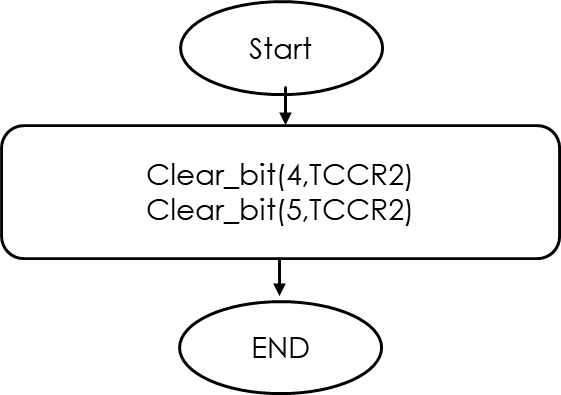 Start
Clear_bit(4,TCCR2)
Clear_bit(5,TCCR2)
END